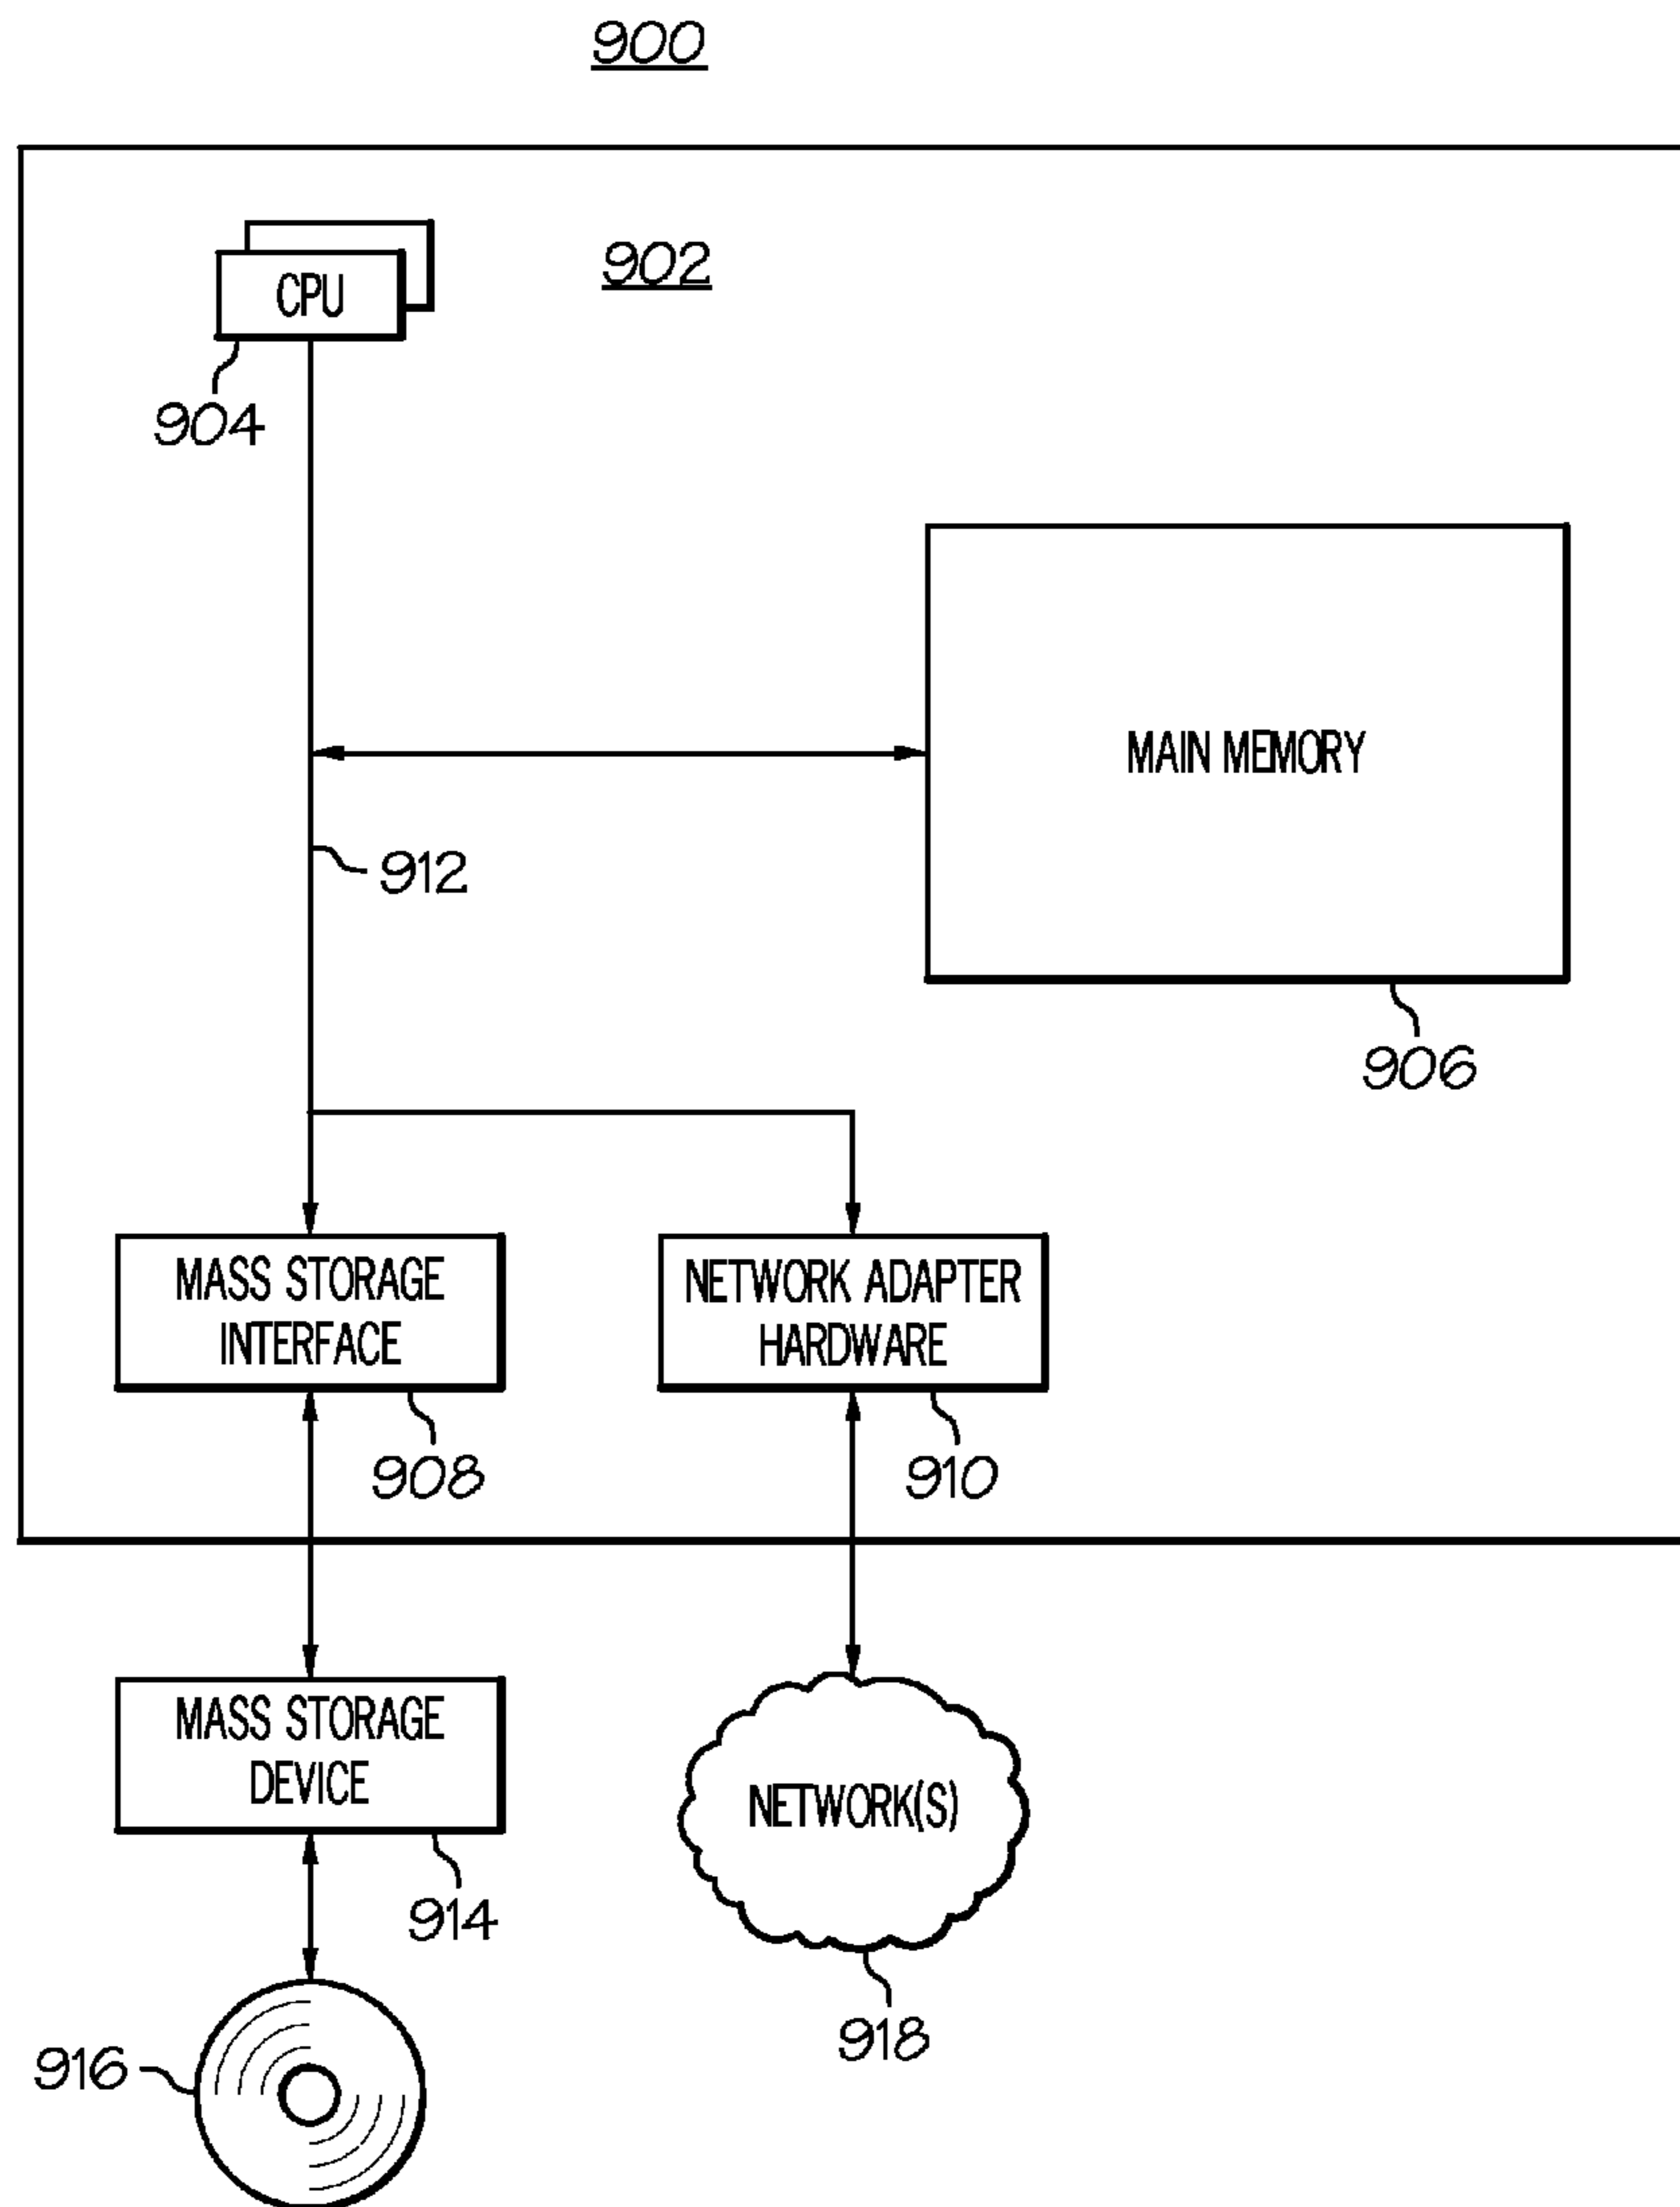 900
902
CPU
904
MAIN MEMORY
912
906
MASS STORAGE
INTERFACE
NETWORK ADAPTER
HARDWARE
908
910
MASS STORAGE
DEVICE
NETWORK(S)
914
918
916